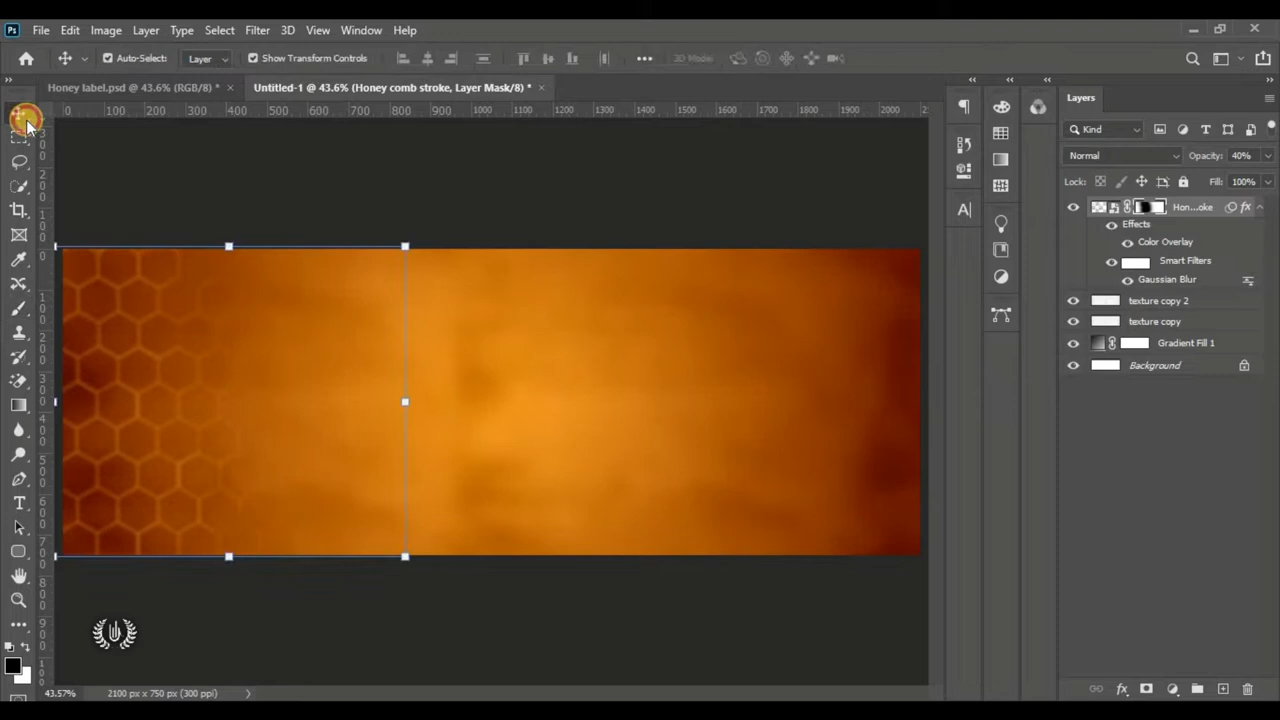 Ps File Edit Image Layer Type Select Filter 3D View Window Help
Auto-Select: Layer Show Transform Controls 3D Mode:
Honey label.psd @ 43.6% (RGB/8) * × Untitled-1 @ 43.6% (Honey comb stroke, Layer Mask/8) * ×
0 100 200 300 400 500 600 700 800 900 1000 1100 1200 1300 1400 1500 1600 1700 1800 1900 2000
Layers
Kind
Normal Opacity: 40%
Lock: Fill: 100%
Hon...oke fx
Effects
Color Overlay
Smart Filters
Gaussian Blur
texture copy 2
texture copy
Gradient Fill 1
Background
43.57% 2100 px x 750 px (300 ppi)
fx